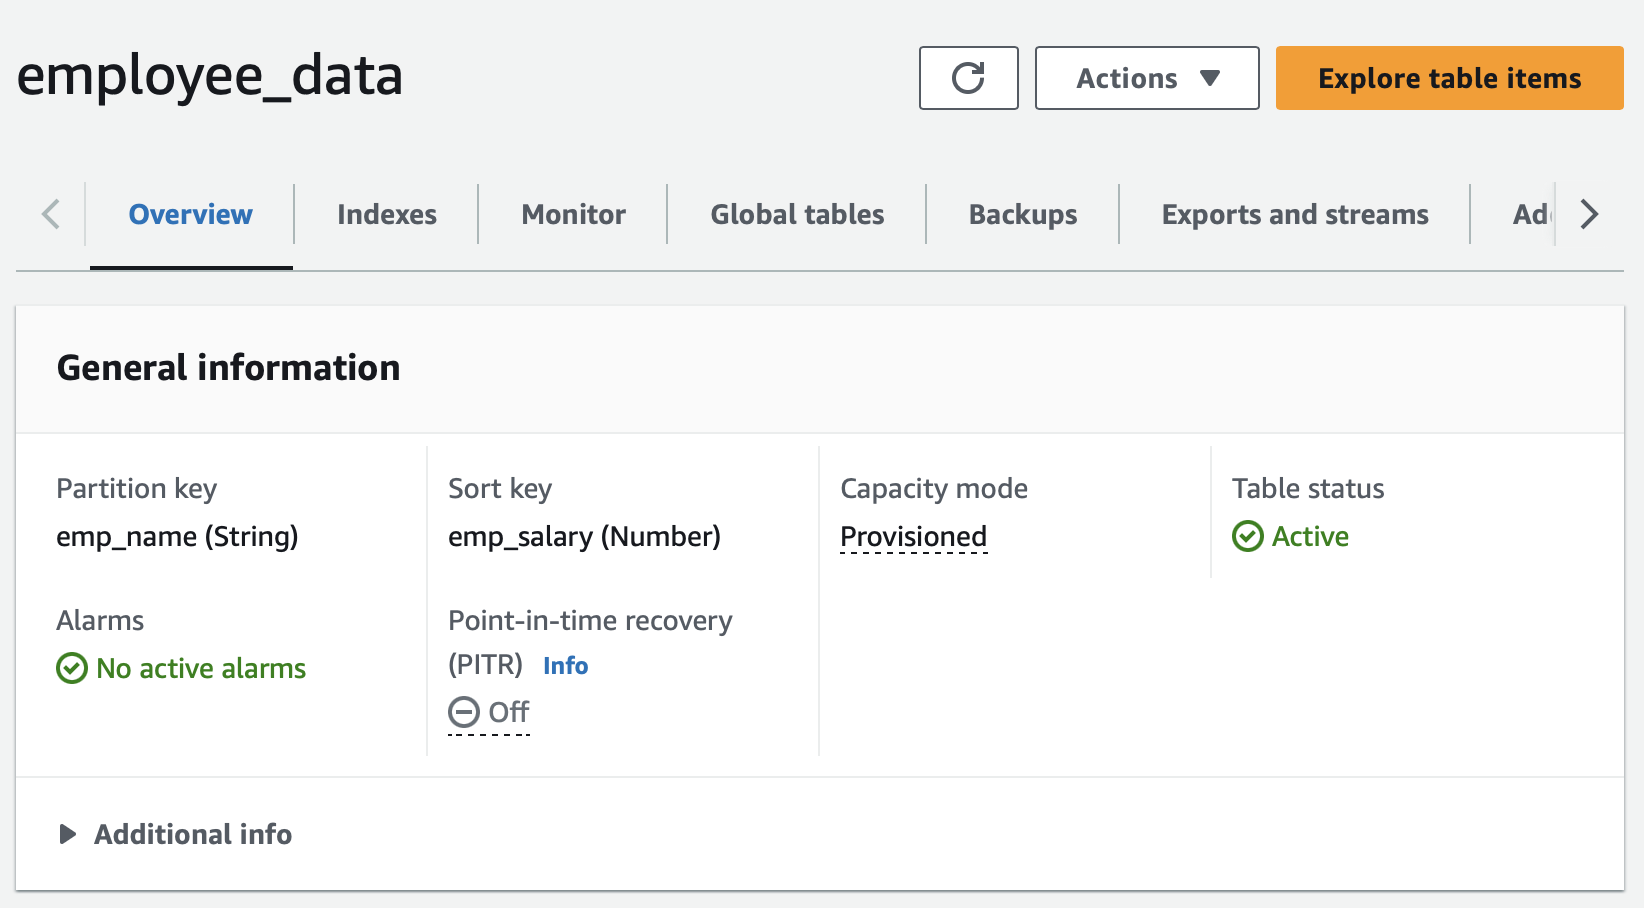 employee_data
Actions
Explore table items
Overview
Indexes
Monitor
Global tables
Backups
Exports and streams
General information
Partition key
emp_name (String)
Sort key
emp_salary (Number)
Capacity mode
Provisioned
Table status
Active
Alarms
No active alarms
Point-in-time recovery
(PITR) Info
Off
Additional info